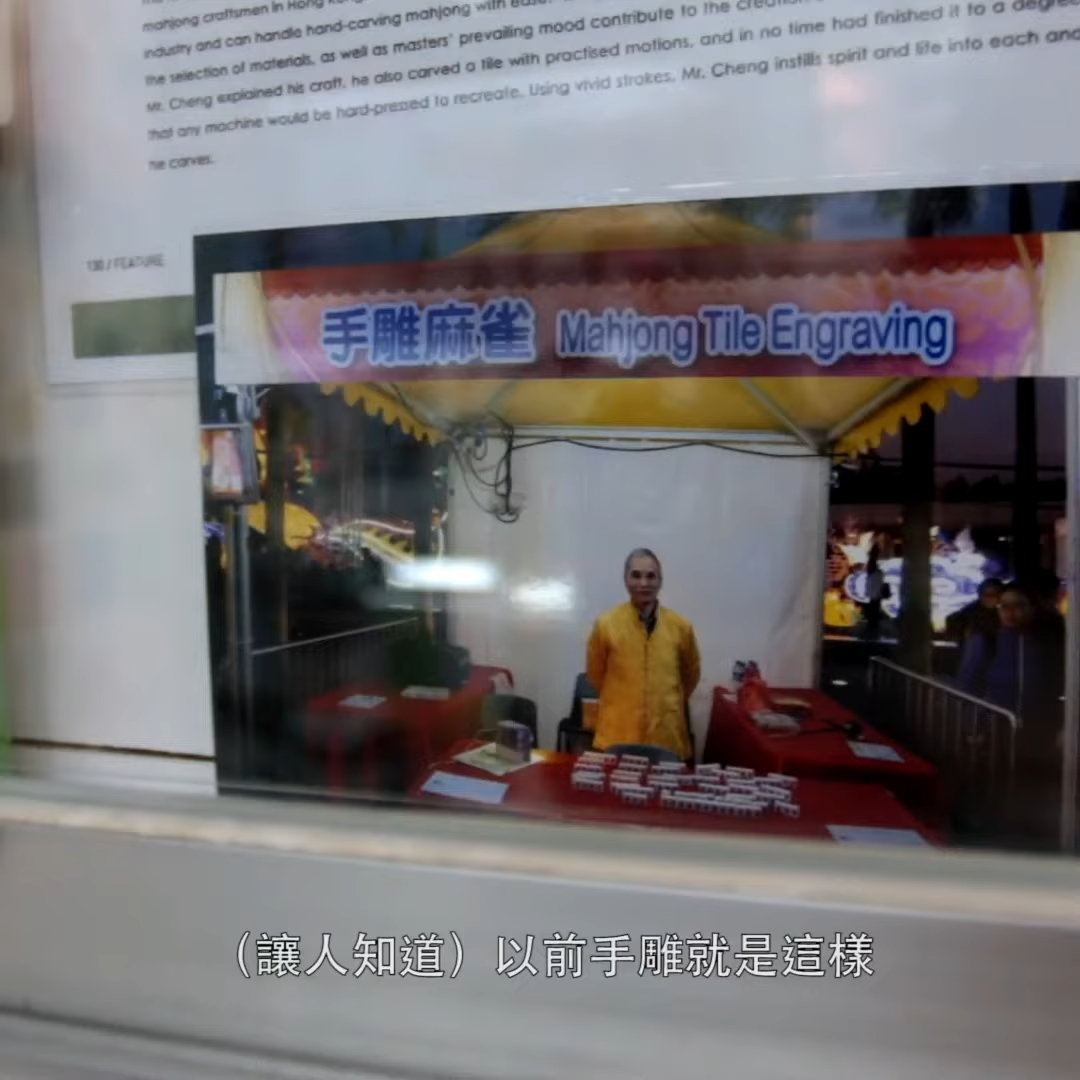 mahjong craftsmen in Hong Kong
industry and can handle hand-carving mahjong with ease.
the selection of materials, as well as masters' prevailing mood contribute to the creation
Mr. Cheng explained his craft, he also carved a tile with practised motions, and in no time had finished it to a degree
that any machine would be hard-pressed to recreate. Using vivid strokes, Mr. Cheng instills spirit and life into each and
he carves.
130 / FEATURE
手雕麻雀 Mahjong Tile Engraving
（讓人知道）以前手雕就是這樣